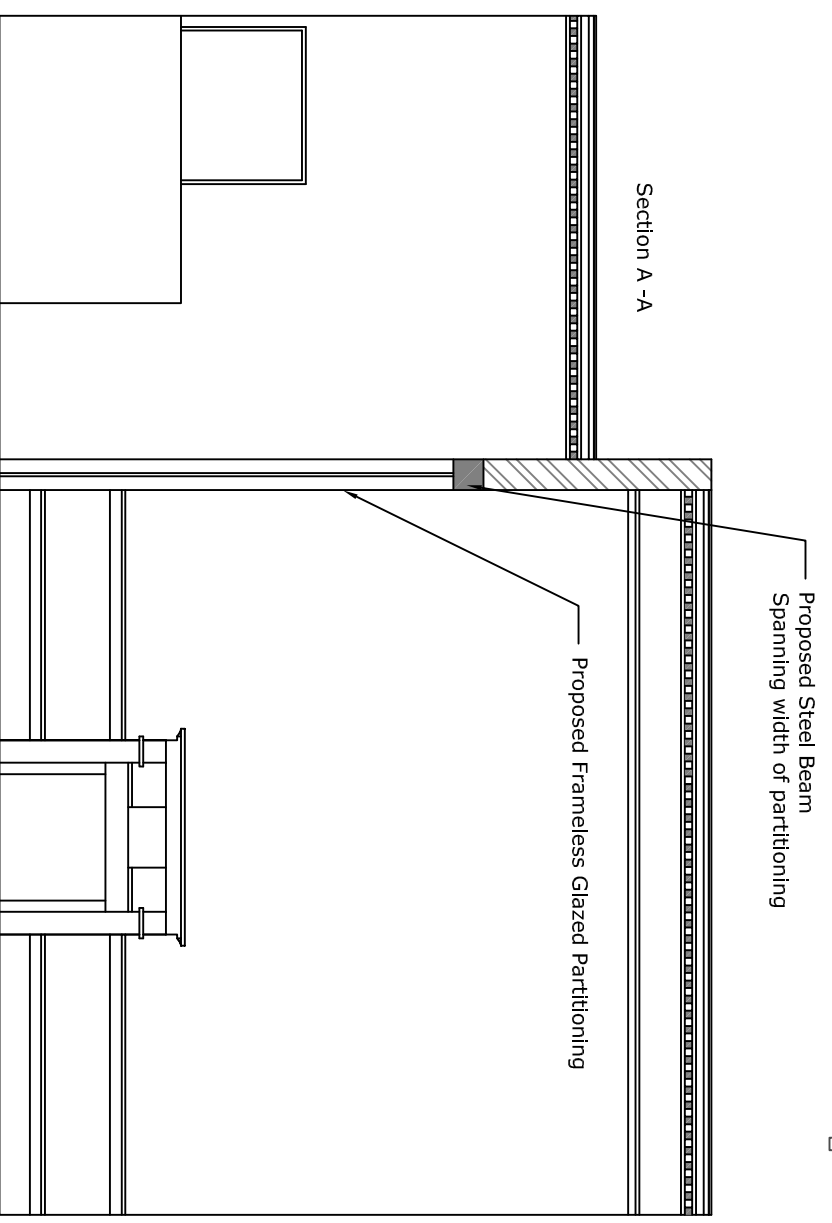 Section A -A
Proposed Steel Beam
Spanning width of partitioning
Proposed Frameless Glazed Partitioning